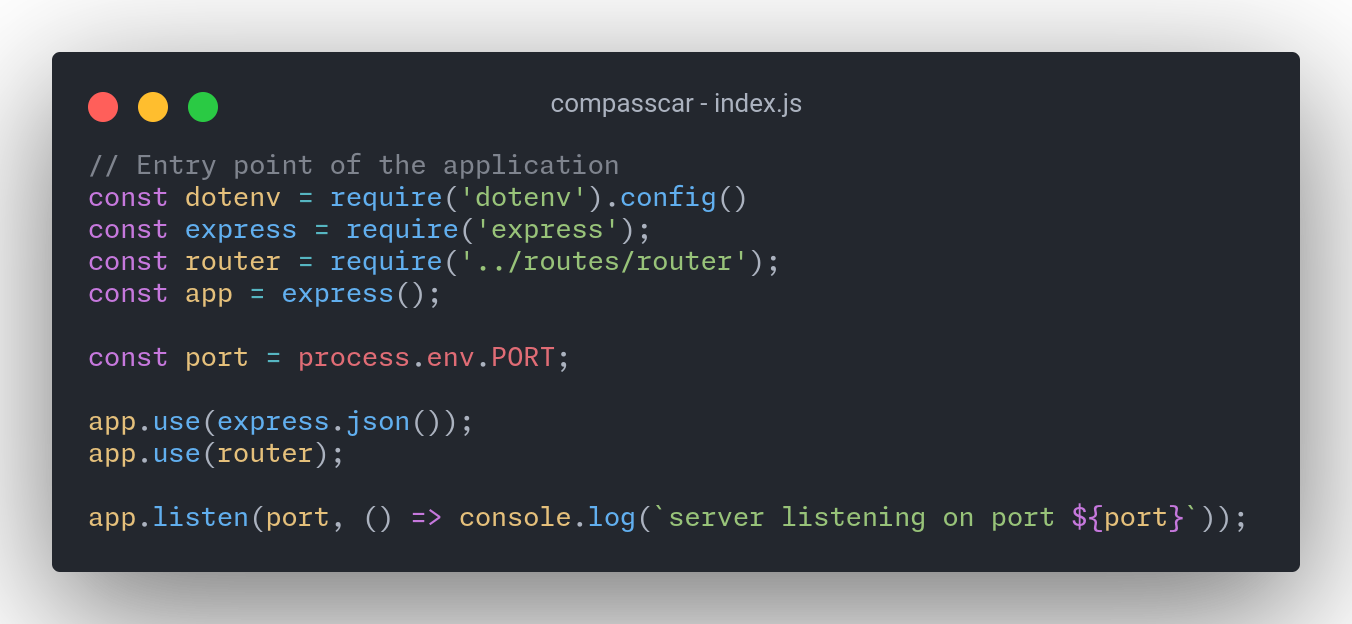 compasscar - index.js
// Entry point of the application
const dotenv = require('dotenv').config()
const express = require('express');
const router = require('../routes/router');
const app = express();
const port = process.env.PORT;
app.use(express.json());
app.use(router);
app.listen(port, () => console.log(`server listening on port ${port}`));